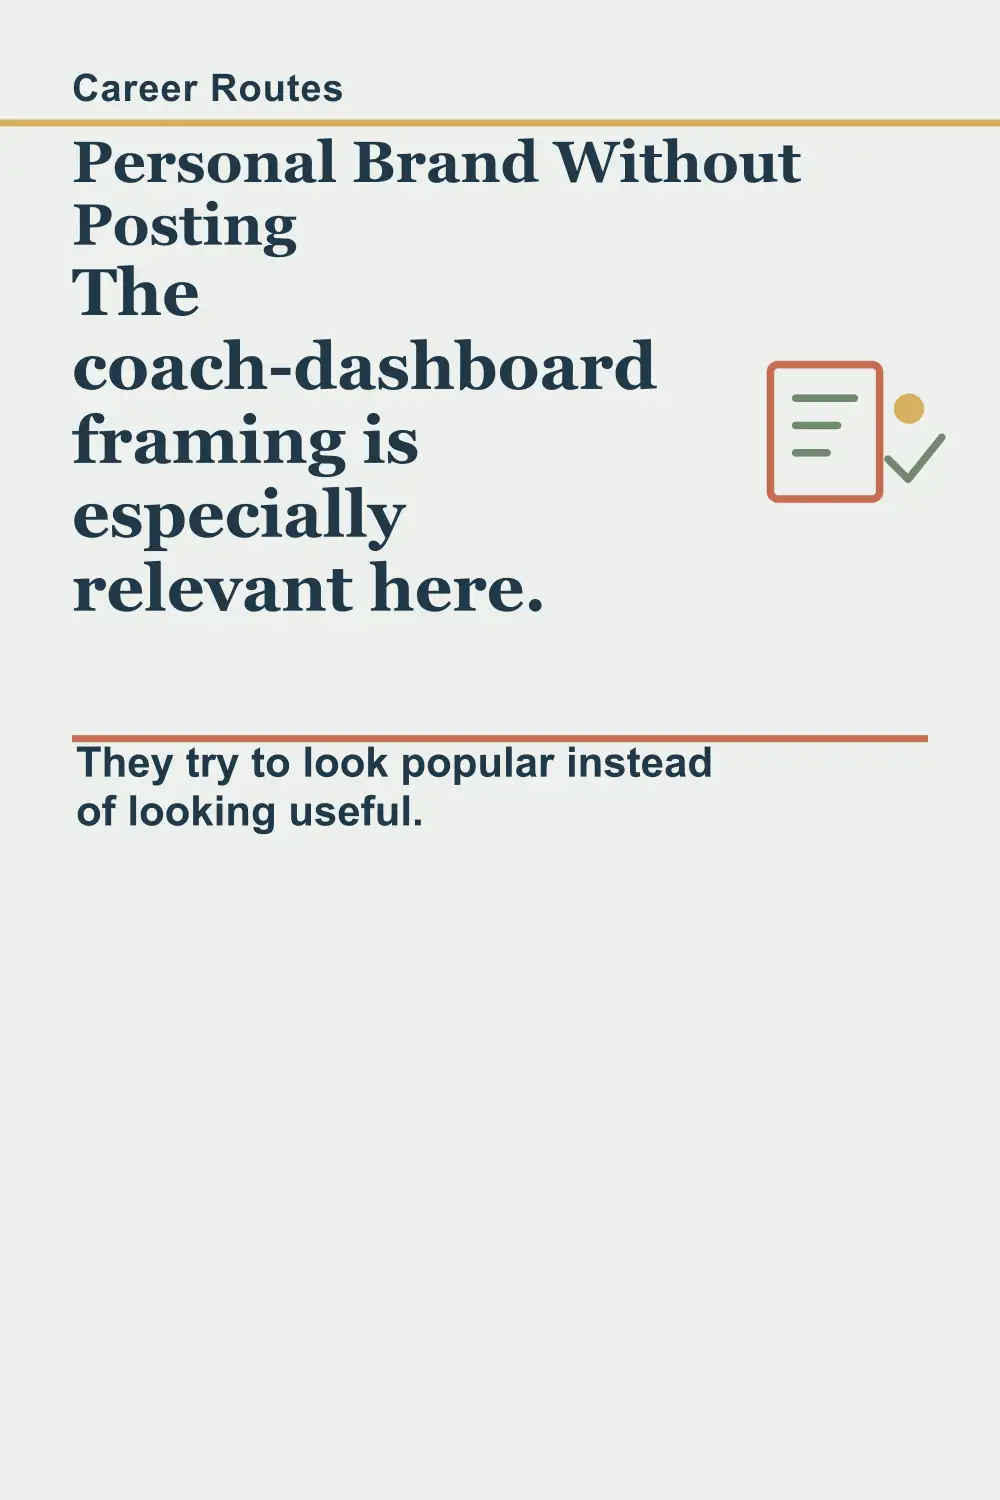 Career Routes
Personal Brand Without
Posting
The
coach-dashboard
framing is
especially
relevant here.
They try to look popular instead
of looking useful.